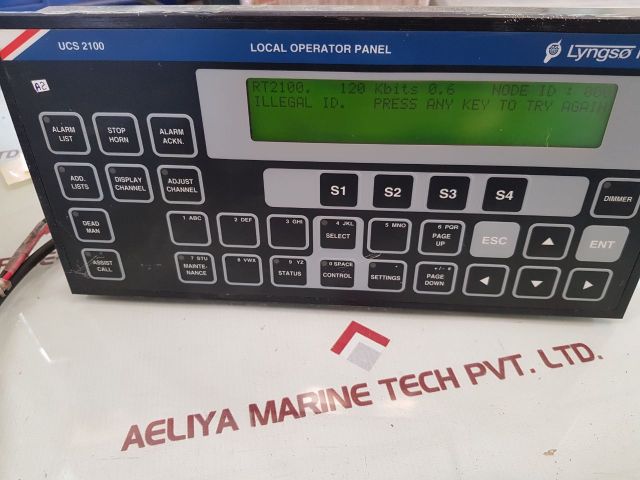 UCS 2100 LOCAL OPERATOR PANEL Lyngsø
A2
RT2100. 120 Kbits 0.6 NODE ID : 000
ILLEGAL ID. PRESS ANY KEY TO TRY AGAIN
ALARM LIST
STOP HORN
ALARM ACKN.
ADD. LISTS
DISPLAY CHANNEL
ADJUST CHANNEL
S1 S2 S3 S4
DIMMER
DEAD MAN
1 ABC
2 DEF
3 GHI
4 JKL SELECT
5 MNO
6 PQR PAGE UP
ESC
ENT
ASSIST CALL
7 STU MAINTE-NANCE
8 VWX
9 YZ STATUS
0 SPACE CONTROL
SETTINGS
+/- # PAGE DOWN
AELIYA MARINE TECH PVT. LTD.
LTD